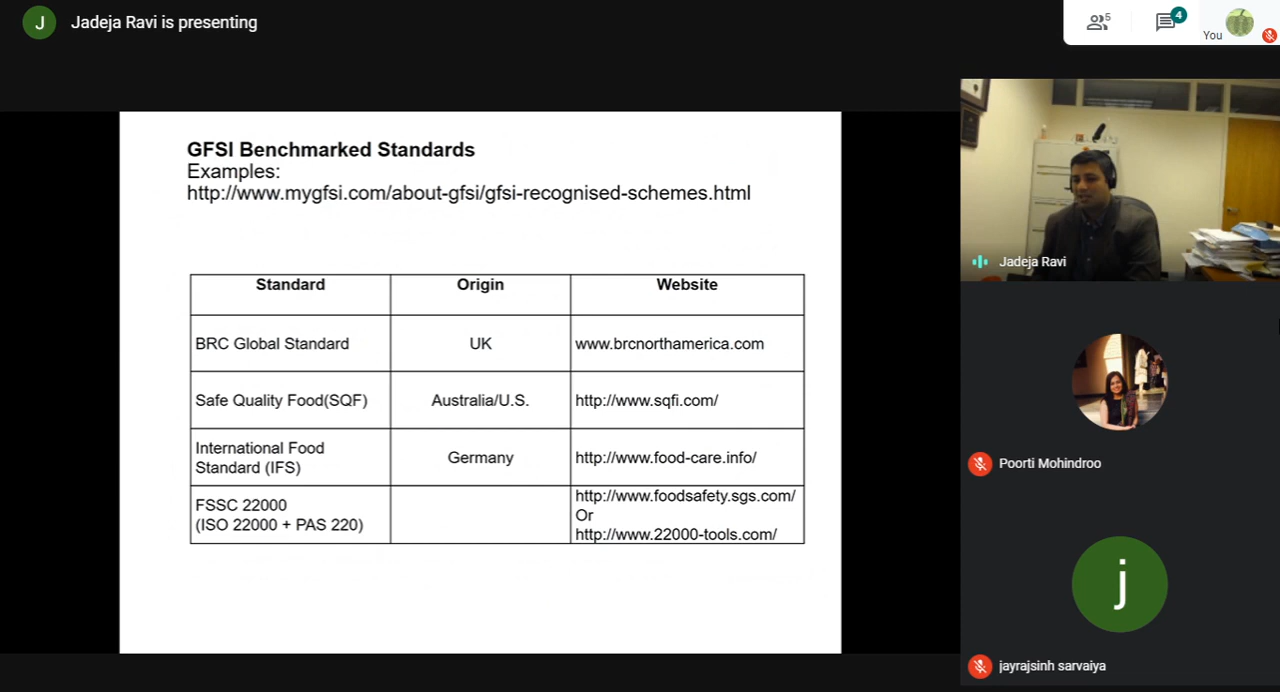 J
Jadeja Ravi is presenting
5
4
You
GFSI Benchmarked Standards
Examples:
http://www.mygfsi.com/about-gfsi/gfsi-recognised-schemes.html
Standard Origin Website
BRC Global Standard UK www.brcnorthamerica.com
Safe Quality Food(SQF) Australia/U.S. http://www.sqfi.com/
International Food
Standard (IFS) Germany http://www.food-care.info/
FSSC 22000
(ISO 22000 + PAS 220)
http://www.foodsafety.sgs.com/
Or
http://www.22000-tools.com/
Jadeja Ravi
Poorti Mohindroo
j
jayrajsinh sarvaiya